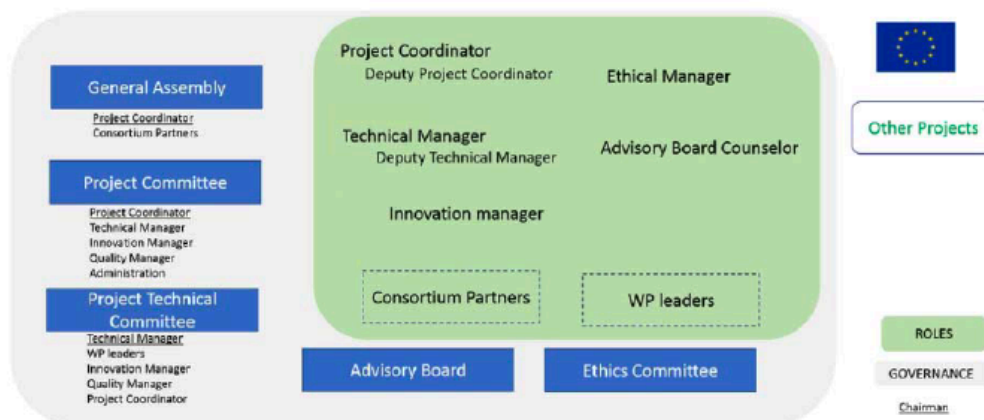 General Assembly
Project Coordinator
Consortium Partners
Project Committee
Project Coordinator
Technical Manager
Innovation Manager
Quality Manager
Administration
Project Technical
Committee
Technical Manager
WP leaders
Innovation Manager
Quality Manager
Project Coordinator
Project Coordinator
Deputy Project Coordinator
Ethical Manager
Technical Manager
Deputy Technical Manager
Advisory Board Counselor
Innovation manager
Consortium Partners
WP leaders
Advisory Board
Ethics Committee
Other Projects
ROLES
GOVERNANCE
Chairman